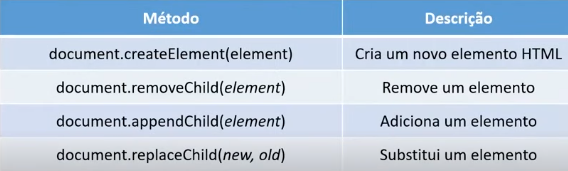 Método Descrição
document.createElement(element) Cria um novo elemento HTML
document.removeChild(element) Remove um elemento
document.appendChild(element) Adiciona um elemento
document.replaceChild(new, old) Substitui um elemento